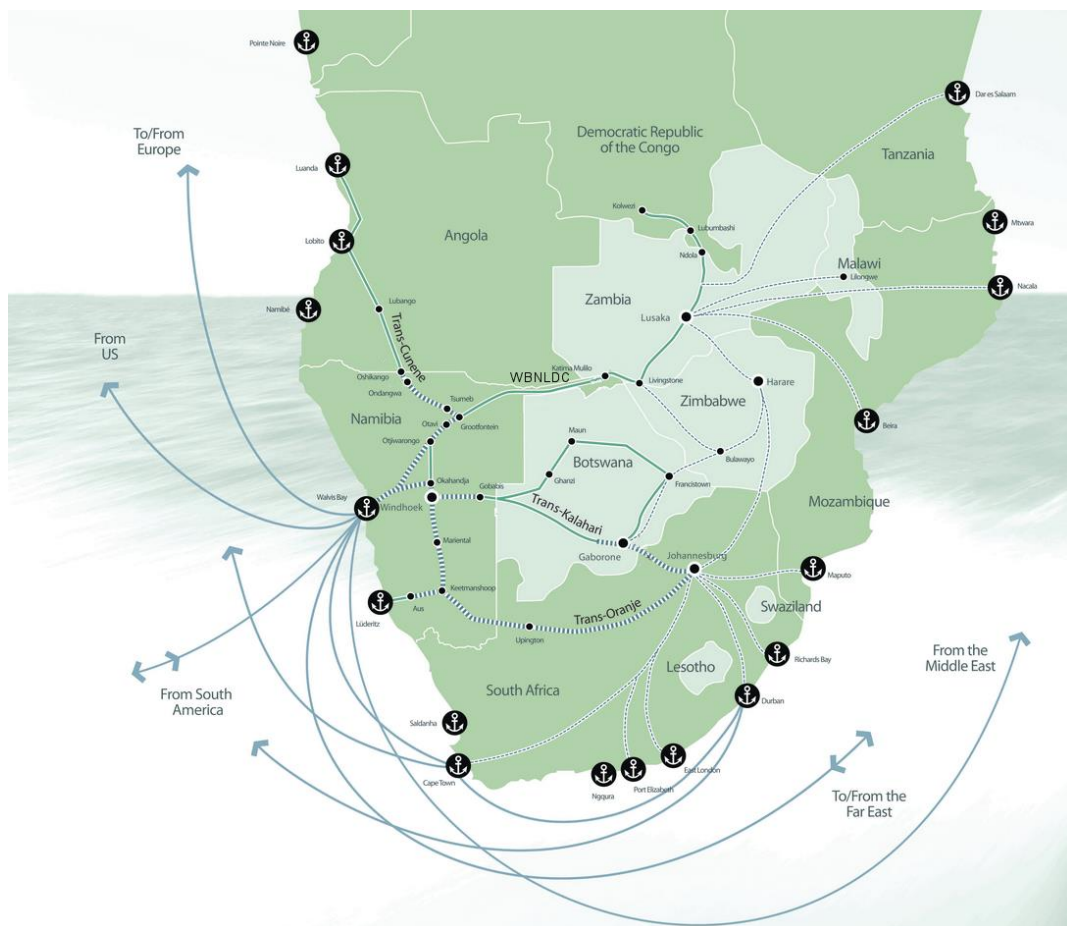 Pointe Noire
Dar es Salaam
To/From
Europe
Democratic Republic
of the Congo
Tanzania
Luanda
Kolwezi
Mtwara
Lubumbashi
Lobito
Angola
Ndola
Malawi
Lilongwe
Nacala
Lubango
Zambia
Namibé
Lusaka
From
US
Trans-Cunene
Oshikango
Ondangwa
Katima Mulilo
WBNLDC
Livingstone
Harare
Zimbabwe
Tsumeb
Namibia
Otavi
Grootfontein
Beira
Otjiwarongo
Maun
Botswana
Bulawayo
Ghanzi
Francistown
Okahandja
Gobabis
Walvis Bay
Windhoek
Mozambique
Trans-Kalahari
Mariental
Gaborone
Johannesburg
Maputo
Keetmanshoop
Aus
Lüderitz
Swaziland
Trans-Oranje
Upington
Richards Bay
From the
Middle East
Lesotho
South Africa
From South
America
Durban
Saldanha
Cape Town
East London
Ngqura
Port Elizabeth
To/From the
Far East